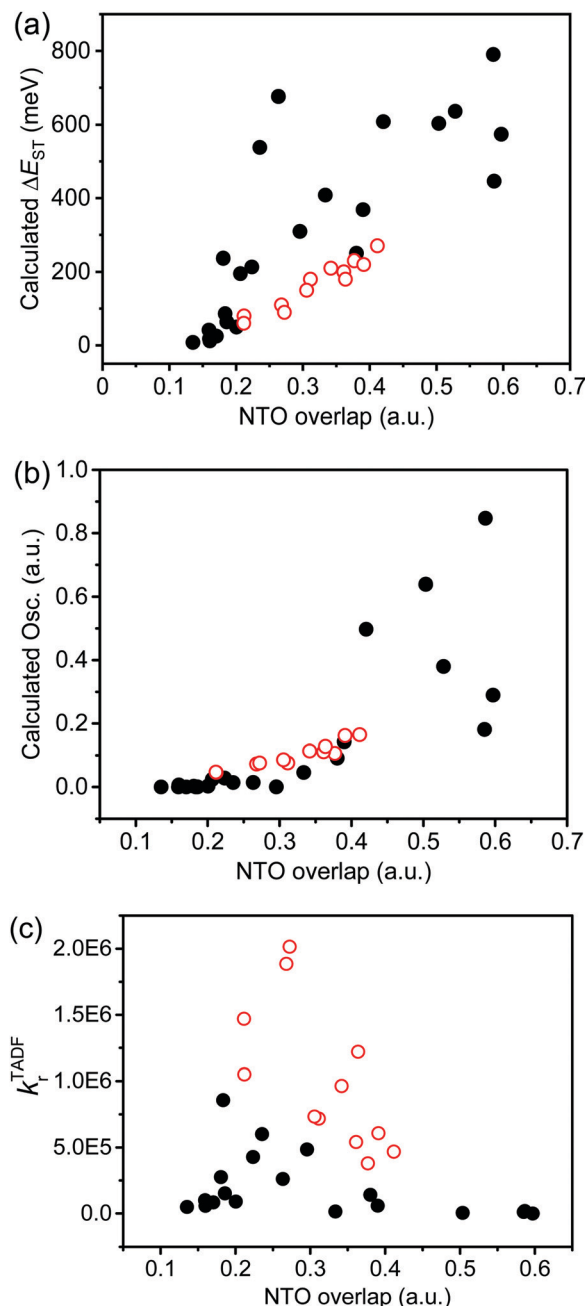 (a)
800
600
400
200
0
Calculated ΔE_ST (meV)
0 0.1 0.2 0.3 0.4 0.5 0.6 0.7
NTO overlap (a.u.)
(b)
1.0
0.8
0.6
0.4
0.2
0.0
Calculated Osc. (a.u.)
0.1 0.2 0.3 0.4 0.5 0.6 0.7
NTO overlap (a.u.)
(c)
2.0E6
1.5E6
1.0E6
5.0E5
0.0
k_r^TADF
0.1 0.2 0.3 0.4 0.5 0.6
NTO overlap (a.u.)